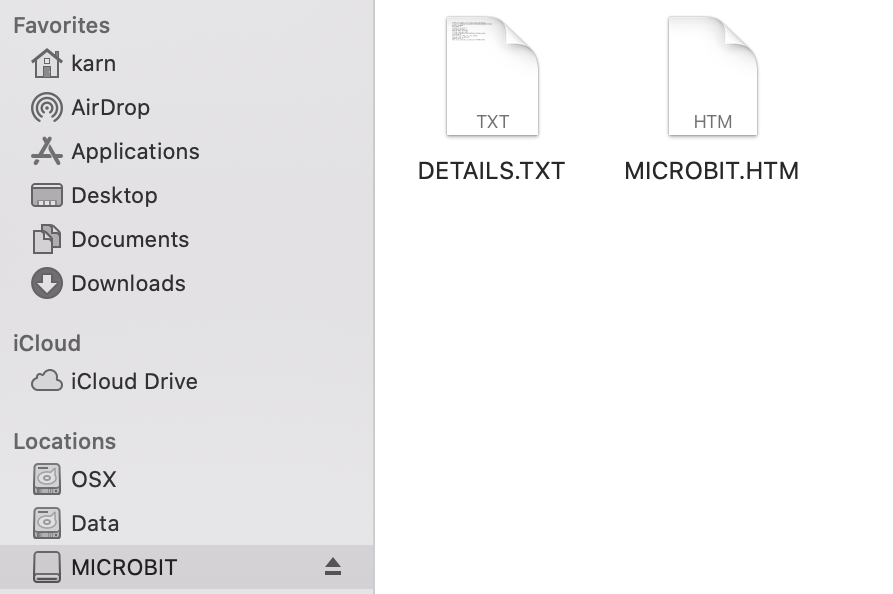 Favorites
karn
AirDrop
Applications
Desktop
Documents
Downloads
iCloud
iCloud Drive
Locations
OSX
Data
MICROBIT
TXT
DETAILS.TXT
HTM
MICROBIT.HTM